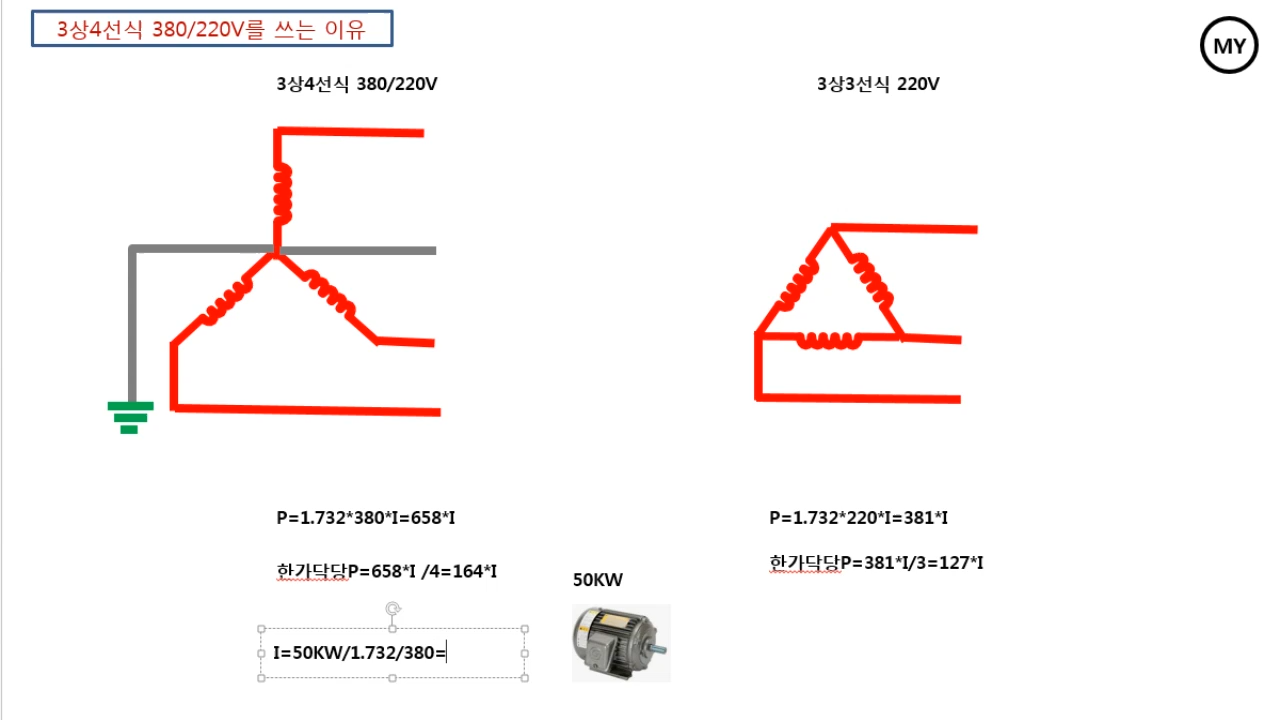 3상4선식 380/220V를 쓰는 이유
MY
3상4선식 380/220V
3상3선식 220V
P=1.732*380*I=658*I
P=1.732*220*I=381*I
한가닥당P=658*I /4=164*I
한가닥당P=381*I/3=127*I
50KW
I=50KW/1.732/380=